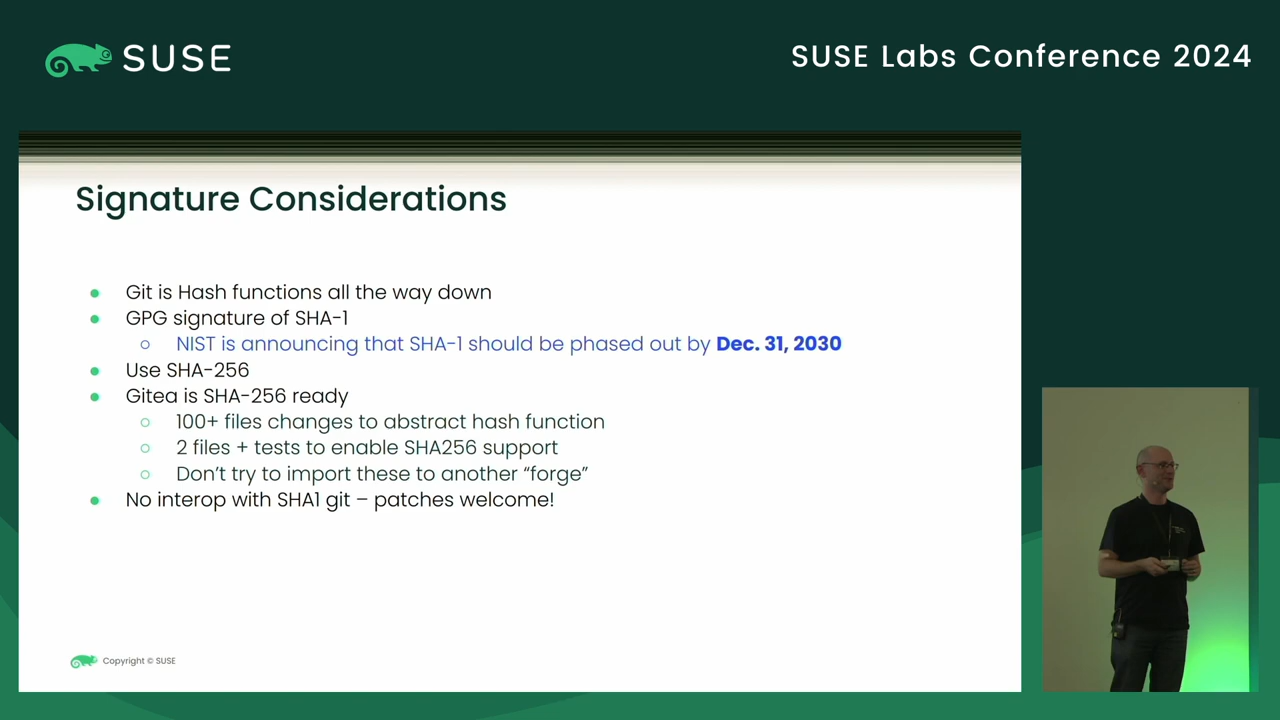 SUSE
SUSE Labs Conference 2024
Signature Considerations
Git is Hash functions all the way down
GPG signature of SHA-1
NIST is announcing that SHA-1 should be phased out by Dec. 31, 2030
Use SHA-256
Gitea is SHA-256 ready
100+ files changes to abstract hash function
2 files + tests to enable SHA256 support
Don't try to import these to another “forge”
No interop with SHA1 git – patches welcome!
Copyright © SUSE